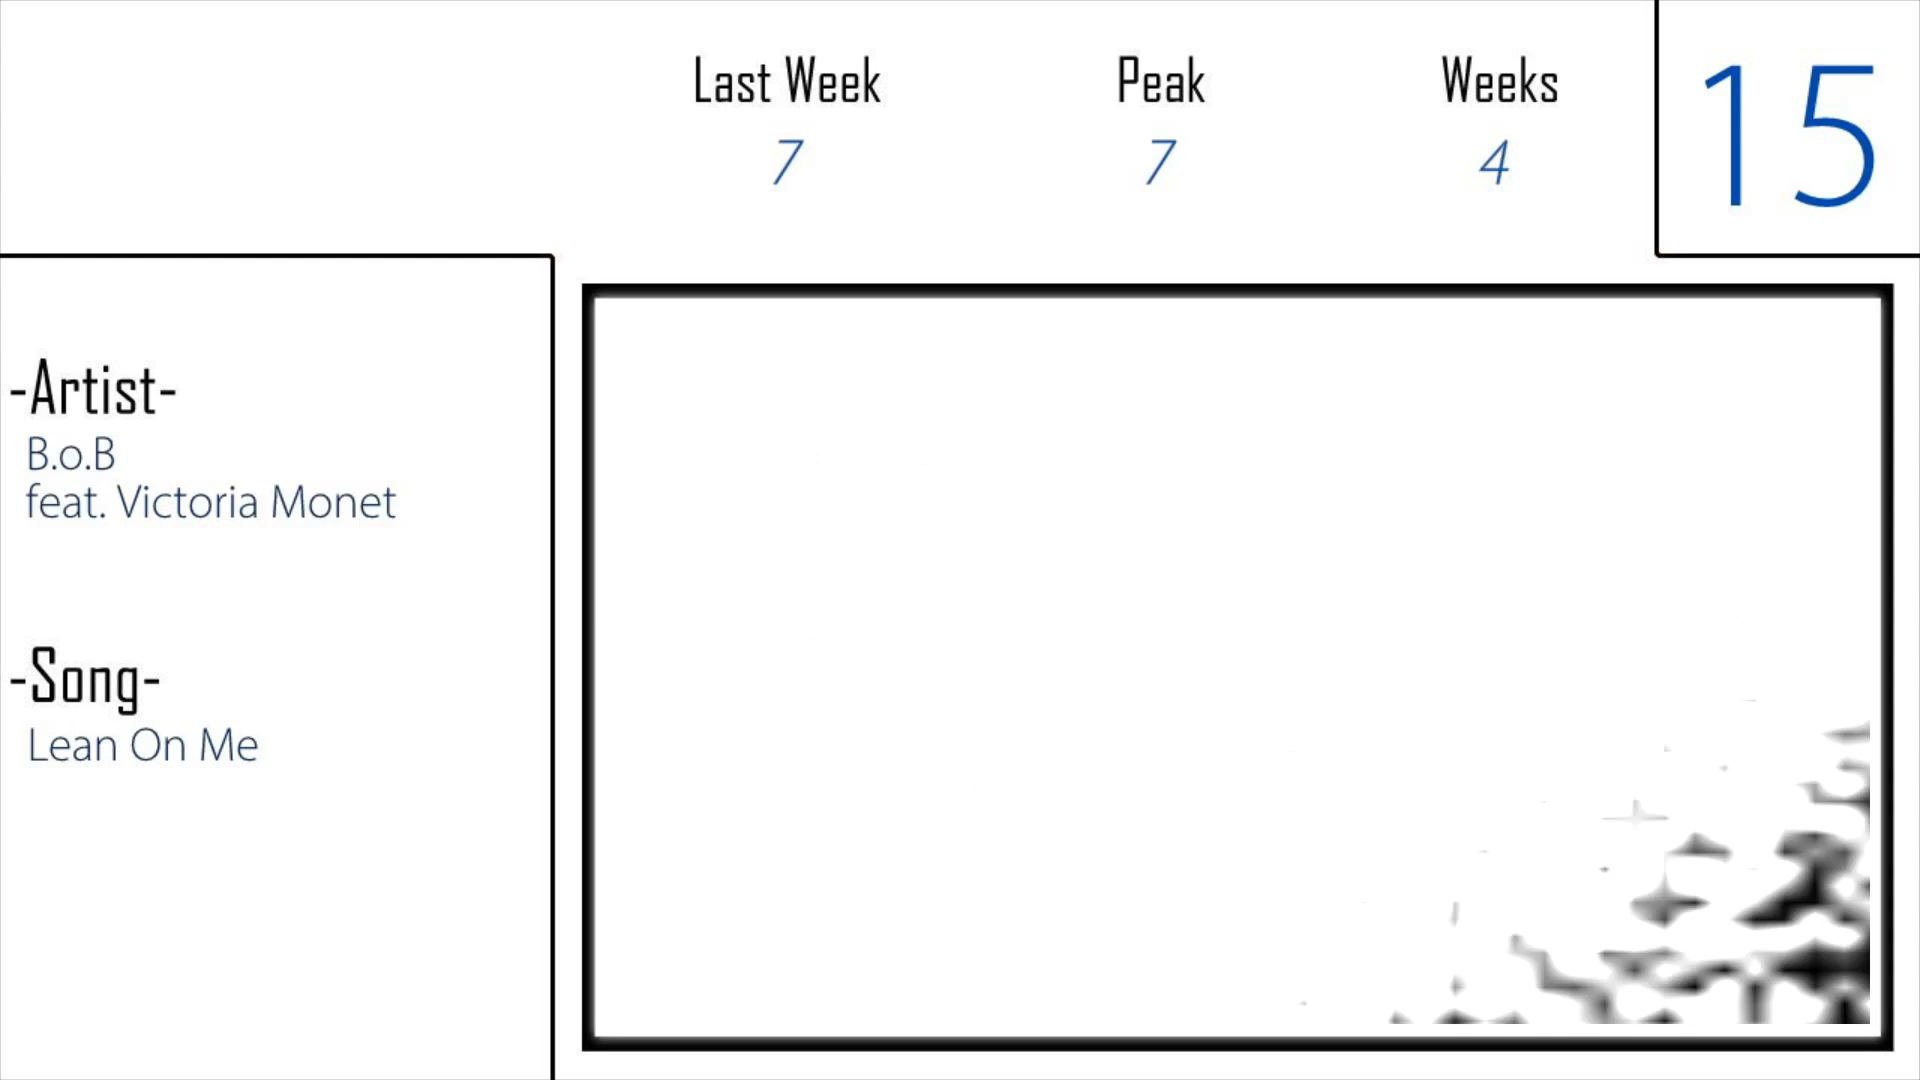 Last Week
Peak
Weeks
15
7
7
4
-Artist-
B.o.B
feat. Victoria Monet
-Song-
Lean On Me